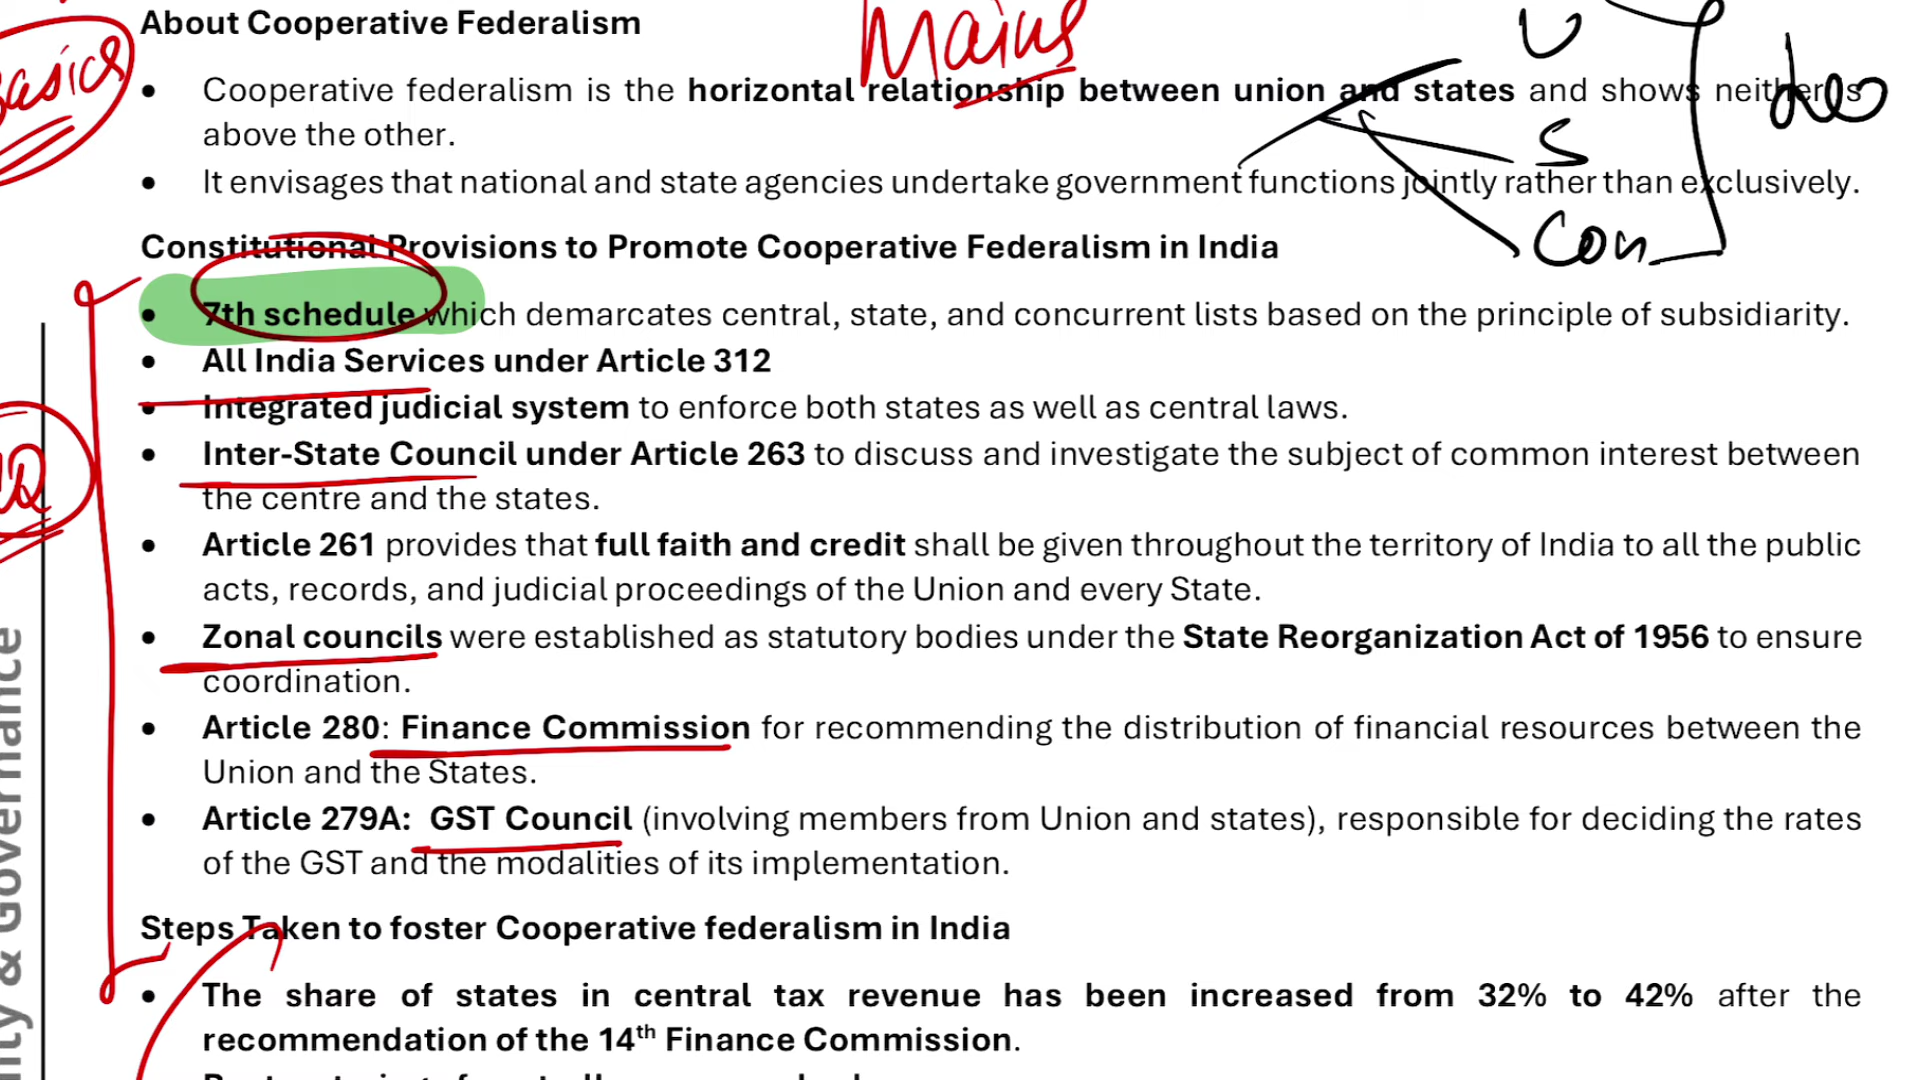 About Cooperative Federalism
Mains
Basics
• Cooperative federalism is the horizontal relationship between union and states and shows neither is
above the other.
• It envisages that national and state agencies undertake government functions jointly rather than exclusively.
U
S
Con
Constitutional Provisions to Promote Cooperative Federalism in India
• 7th schedule which demarcates central, state, and concurrent lists based on the principle of subsidiarity.
• All India Services under Article 312
• Integrated judicial system to enforce both states as well as central laws.
• Inter-State Council under Article 263 to discuss and investigate the subject of common interest between
the centre and the states.
• Article 261 provides that full faith and credit shall be given throughout the territory of India to all the public
acts, records, and judicial proceedings of the Union and every State.
• Zonal councils were established as statutory bodies under the State Reorganization Act of 1956 to ensure
coordination.
• Article 280: Finance Commission for recommending the distribution of financial resources between the
Union and the States.
• Article 279A: GST Council (involving members from Union and states), responsible for deciding the rates
of the GST and the modalities of its implementation.
Steps Taken to foster Cooperative federalism in India
• The share of states in central tax revenue has been increased from 32% to 42% after the
recommendation of the 14th Finance Commission.
& Governance